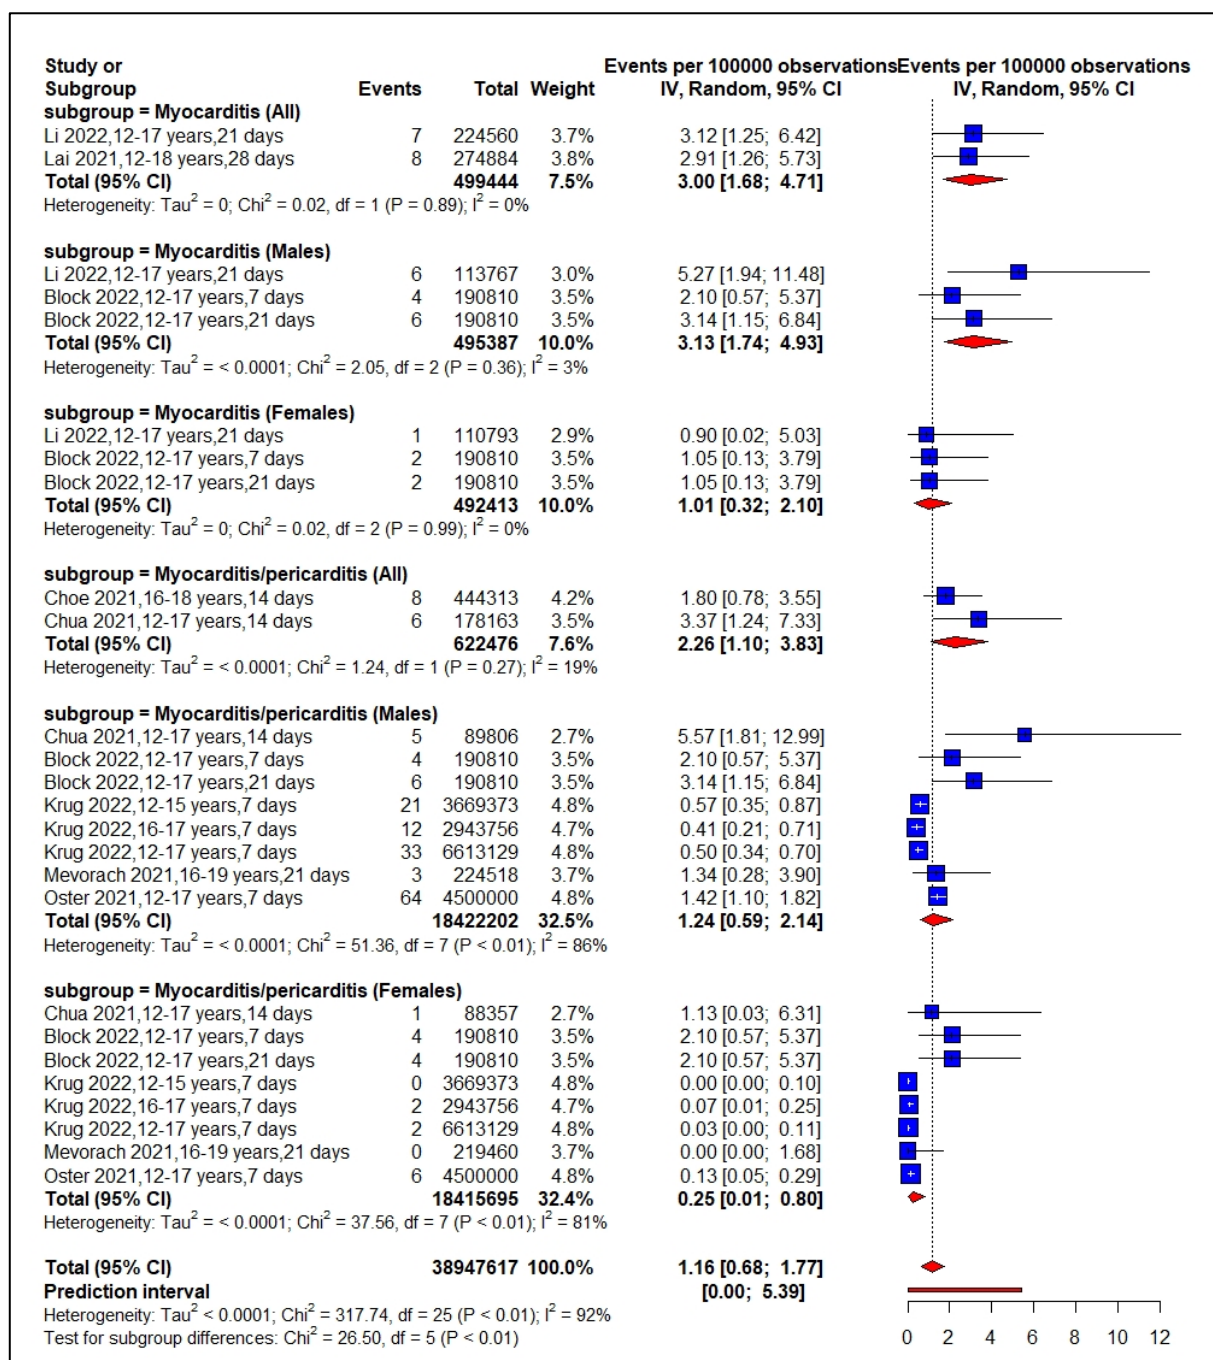 Study or Events per 100000 observations Events per 100000 observations
Subgroup Events Total Weight IV, Random, 95% CI IV, Random, 95% CI
subgroup = Myocarditis (All)
Li 2022,12-17 years,21 days 7 224560 3.7% 3.12 [1.25; 6.42]
Lai 2021,12-18 years,28 days 8 274884 3.8% 2.91 [1.26; 5.73]
Total (95% CI) 499444 7.5% 3.00 [1.68; 4.71]
Heterogeneity: Tau² = 0; Chi² = 0.02, df = 1 (P = 0.89); I² = 0%
subgroup = Myocarditis (Males)
Li 2022,12-17 years,21 days 6 113767 3.0% 5.27 [1.94; 11.48]
Block 2022,12-17 years,7 days 4 190810 3.5% 2.10 [0.57; 5.37]
Block 2022,12-17 years,21 days 6 190810 3.5% 3.14 [1.15; 6.84]
Total (95% CI) 495387 10.0% 3.13 [1.74; 4.93]
Heterogeneity: Tau² = < 0.0001; Chi² = 2.05, df = 2 (P = 0.36); I² = 3%
subgroup = Myocarditis (Females)
Li 2022,12-17 years,21 days 1 110793 2.9% 0.90 [0.02; 5.03]
Block 2022,12-17 years,7 days 2 190810 3.5% 1.05 [0.13; 3.79]
Block 2022,12-17 years,21 days 2 190810 3.5% 1.05 [0.13; 3.79]
Total (95% CI) 492413 10.0% 1.01 [0.32; 2.10]
Heterogeneity: Tau² = 0; Chi² = 0.02, df = 2 (P = 0.99); I² = 0%
subgroup = Myocarditis/pericarditis (All)
Choe 2021,16-18 years,14 days 8 444313 4.2% 1.80 [0.78; 3.55]
Chua 2021,12-17 years,14 days 6 178163 3.5% 3.37 [1.24; 7.33]
Total (95% CI) 622476 7.6% 2.26 [1.10; 3.83]
Heterogeneity: Tau² = < 0.0001; Chi² = 1.24, df = 1 (P = 0.27); I² = 19%
subgroup = Myocarditis/pericarditis (Males)
Chua 2021,12-17 years,14 days 5 89806 2.7% 5.57 [1.81; 12.99]
Block 2022,12-17 years,7 days 4 190810 3.5% 2.10 [0.57; 5.37]
Block 2022,12-17 years,21 days 6 190810 3.5% 3.14 [1.15; 6.84]
Krug 2022,12-15 years,7 days 21 3669373 4.8% 0.57 [0.35; 0.87]
Krug 2022,16-17 years,7 days 12 2943756 4.7% 0.41 [0.21; 0.71]
Krug 2022,12-17 years,7 days 33 6613129 4.8% 0.50 [0.34; 0.70]
Mevorach 2021,16-19 years,21 days 3 224518 3.7% 1.34 [0.28; 3.90]
Oster 2021,12-17 years,7 days 64 4500000 4.8% 1.42 [1.10; 1.82]
Total (95% CI) 18422202 32.5% 1.24 [0.59; 2.14]
Heterogeneity: Tau² = < 0.0001; Chi² = 51.36, df = 7 (P < 0.01); I² = 86%
subgroup = Myocarditis/pericarditis (Females)
Chua 2021,12-17 years,14 days 1 88357 2.7% 1.13 [0.03; 6.31]
Block 2022,12-17 years,7 days 4 190810 3.5% 2.10 [0.57; 5.37]
Block 2022,12-17 years,21 days 4 190810 3.5% 2.10 [0.57; 5.37]
Krug 2022,12-15 years,7 days 0 3669373 4.8% 0.00 [0.00; 0.10]
Krug 2022,16-17 years,7 days 2 2943756 4.7% 0.07 [0.01; 0.25]
Krug 2022,12-17 years,7 days 2 6613129 4.8% 0.03 [0.00; 0.11]
Mevorach 2021,16-19 years,21 days 0 219460 3.7% 0.00 [0.00; 1.68]
Oster 2021,12-17 years,7 days 6 4500000 4.8% 0.13 [0.05; 0.29]
Total (95% CI) 18415695 32.4% 0.25 [0.01; 0.80]
Heterogeneity: Tau² = < 0.0001; Chi² = 37.56, df = 7 (P < 0.01); I² = 81%
Total (95% CI) 38947617 100.0% 1.16 [0.68; 1.77]
Prediction interval [0.00; 5.39]
Heterogeneity: Tau² < 0.0001; Chi² = 317.74, df = 25 (P < 0.01); I² = 92%
Test for subgroup differences: Chi² = 26.50, df = 5 (P < 0.01)
0 2 4 6 8 10 12